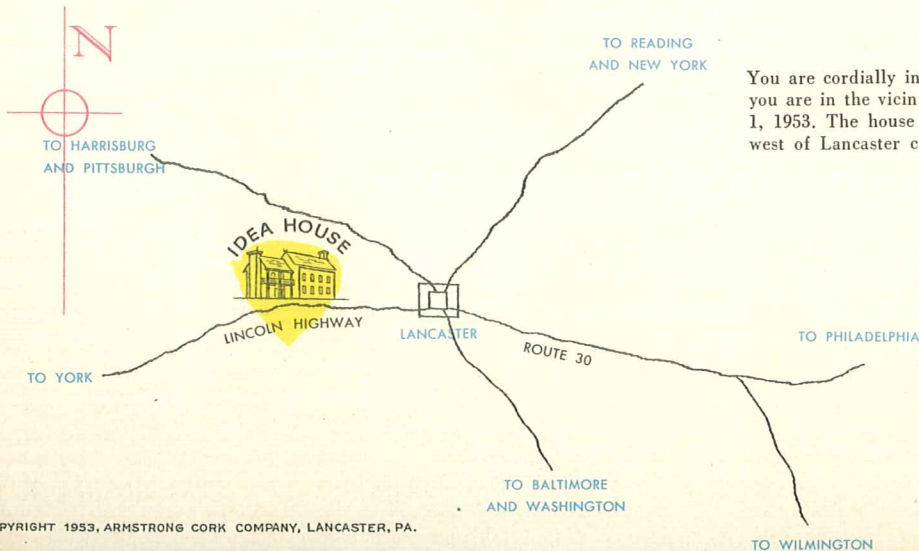 N
TO READING
AND NEW YORK
You are cordially in
you are in the vicin
1, 1953. The house
west of Lancaster c
TO HARRISBURG
AND PITTSBURGH
IDEA HOUSE
LINCOLN HIGHWAY
LANCASTER
ROUTE 30
TO PHILADELPHIA
TO YORK
TO BALTIMORE
AND WASHINGTON
PYRIGHT 1953, ARMSTRONG CORK COMPANY, LANCASTER, PA.
TO WILMINGTON